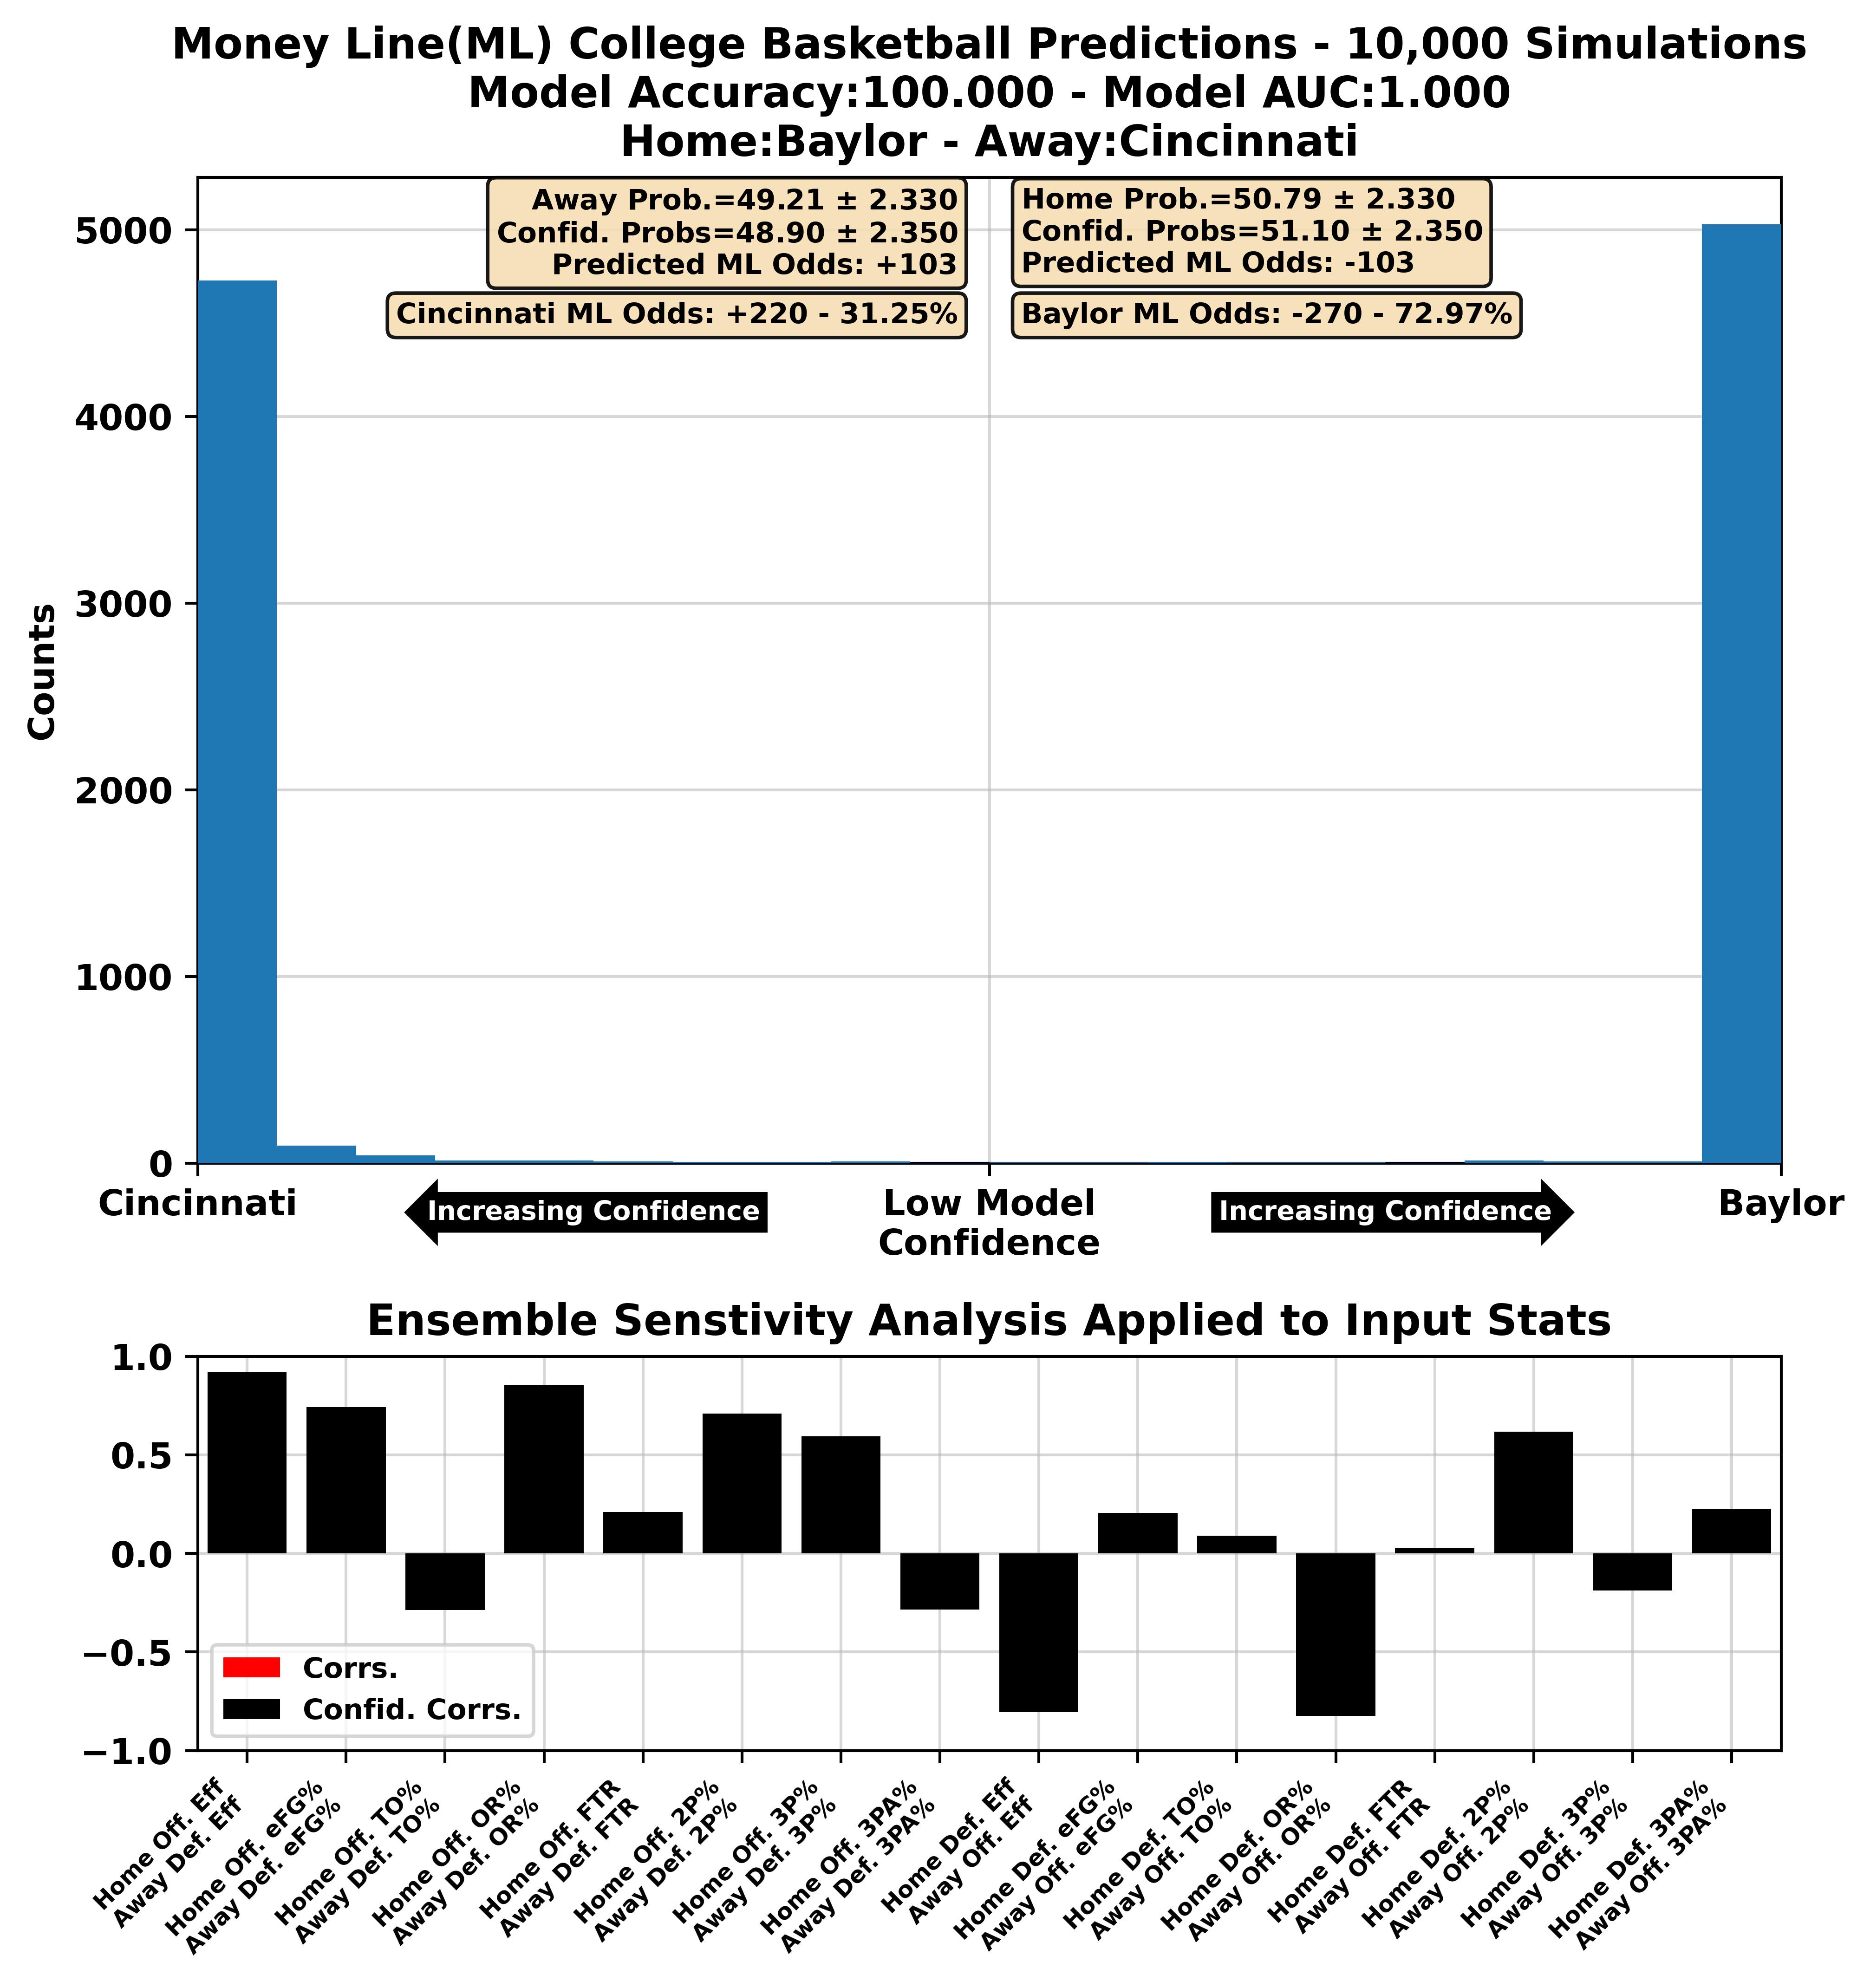 Money Line(ML) College Basketball Predictions - 10,000 Simulations
Model Accuracy:100.000 - Model AUC:1.000
Home:Baylor - Away:Cincinnati
Away Prob.=49.21 ± 2.330
Confid. Probs=48.90 ± 2.350
Predicted ML Odds: +103
Home Prob.=50.79 ± 2.330
Confid. Probs=51.10 ± 2.350
Predicted ML Odds: -103
Cincinnati ML Odds: +220 - 31.25%
Baylor ML Odds: -270 - 72.97%
Counts
5000
4000
3000
2000
1000
0
Cincinnati
Increasing Confidence
Low Model
Confidence
Increasing Confidence
Baylor
Ensemble Senstivity Analysis Applied to Input Stats
1.0
0.5
0.0
−0.5
−1.0
Corrs.
Confid. Corrs.
Home Off. Eff
Away Def. Eff
Home Off. eFG%
Away Def. eFG%
Home Off. TO%
Away Def. TO%
Home Off. OR%
Away Def. OR%
Home Off. FTR
Away Def. FTR
Home Off. 2P%
Away Def. 2P%
Home Off. 3P%
Away Def. 3P%
Home Off. 3PA%
Away Def. 3PA%
Home Def. Eff
Away Off. Eff
Home Def. eFG%
Away Off. eFG%
Home Def. TO%
Away Off. TO%
Home Def. OR%
Away Off. OR%
Home Def. FTR
Away Off. FTR
Home Def. 2P%
Away Off. 2P%
Home Def. 3P%
Away Off. 3P%
Home Def. 3PA%
Away Off. 3PA%